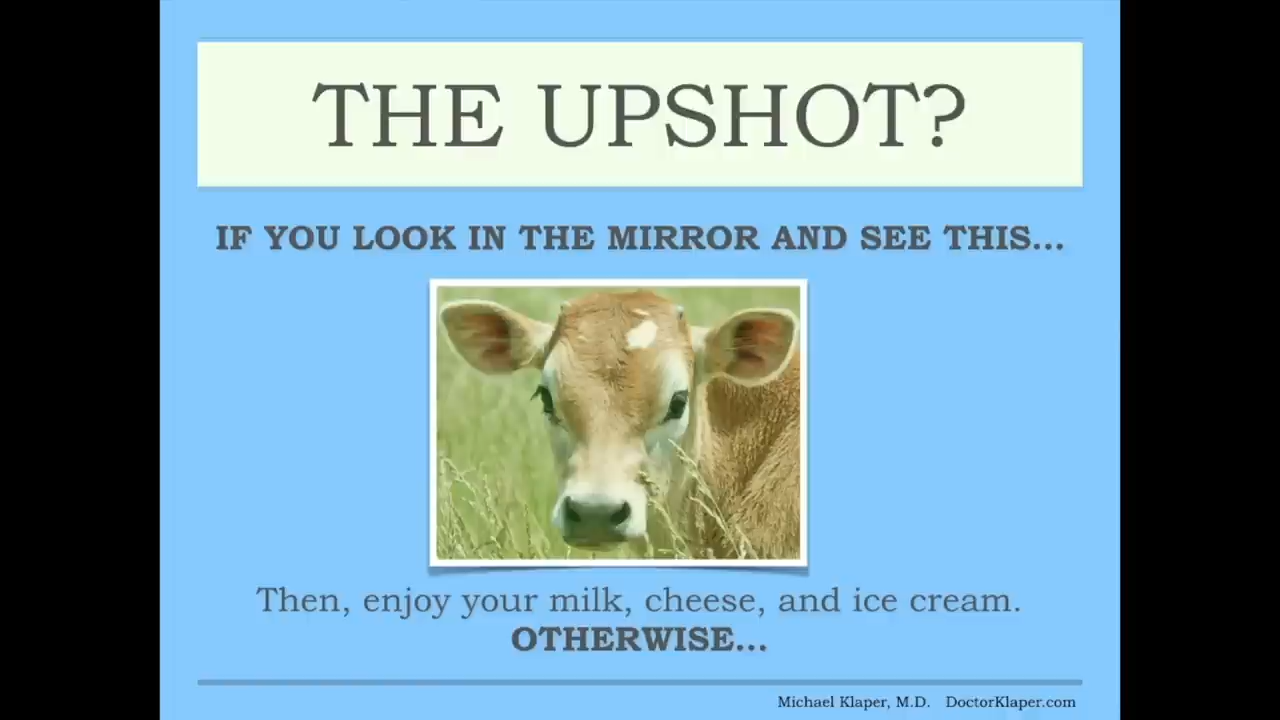 THE UPSHOT?
IF YOU LOOK IN THE MIRROR AND SEE THIS...
Then, enjoy your milk, cheese, and ice cream.
OTHERWISE...
Michael Klaper, M.D. DoctorKlaper.com